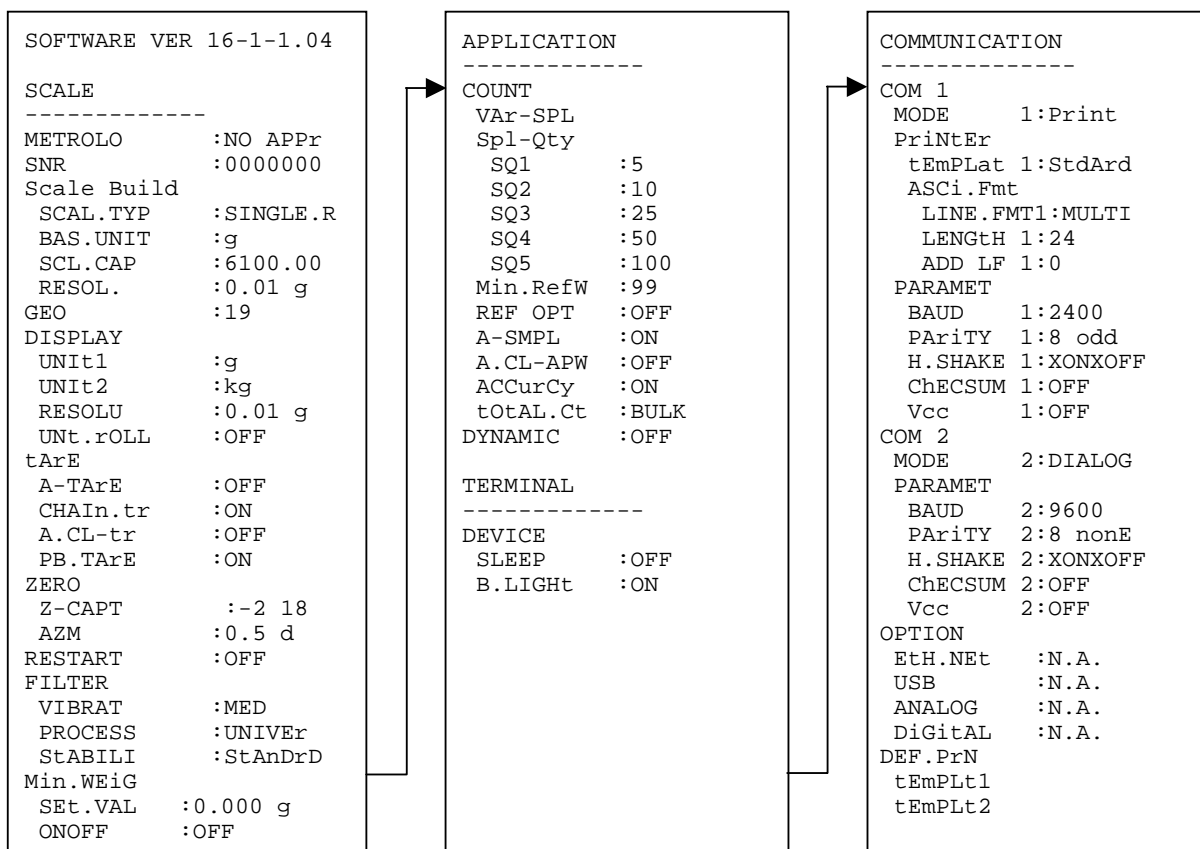 SOFTWARE VER 16-1-1.04
SCALE
-------------
METROLO :NO APPr
SNR :0000000
Scale Build
SCAL.TYP :SINGLE.R
BAS.UNIT :g
SCL.CAP :6100.00
RESOL. :0.01 g
GEO :19
DISPLAY
UNIt1 :g
UNIt2 :kg
RESOLU :0.01 g
UNt.rOLL :OFF
tArE
A-TArE :OFF
CHAIn.tr :ON
A.CL-tr :OFF
PB.TArE :ON
ZERO
Z-CAPT :-2 18
AZM :0.5 d
RESTART :OFF
FILTER
VIBRAT :MED
PROCESS :UNIVEr
StABILI :StAnDrD
Min.WEiG
SEt.VAL :0.000 g
ONOFF :OFF
APPLICATION
-------------
COUNT
VAr-SPL
Spl-Qty
SQ1 :5
SQ2 :10
SQ3 :25
SQ4 :50
SQ5 :100
Min.RefW :99
REF OPT :OFF
A-SMPL :ON
A.CL-APW :OFF
ACCurCy :ON
tOtAL.Ct :BULK
DYNAMIC :OFF
TERMINAL
-------------
DEVICE
SLEEP :OFF
B.LIGHt :ON
COMMUNICATION
--------------
COM 1
MODE 1:Print
PriNtEr
tEmPLat 1:StdArd
ASCi.Fmt
LINE.FMT1:MULTI
LENGtH 1:24
ADD LF 1:0
PARAMET
BAUD 1:2400
PAriTY 1:8 odd
H.SHAKE 1:XONXOFF
ChECSUM 1:OFF
Vcc 1:OFF
COM 2
MODE 2:DIALOG
PARAMET
BAUD 2:9600
PAriTY 2:8 nonE
H.SHAKE 2:XONXOFF
ChECSUM 2:OFF
Vcc 2:OFF
OPTION
EtH.NEt :N.A.
USB :N.A.
ANALOG :N.A.
DiGitAL :N.A.
DEF.PrN
tEmPLt1
tEmPLt2